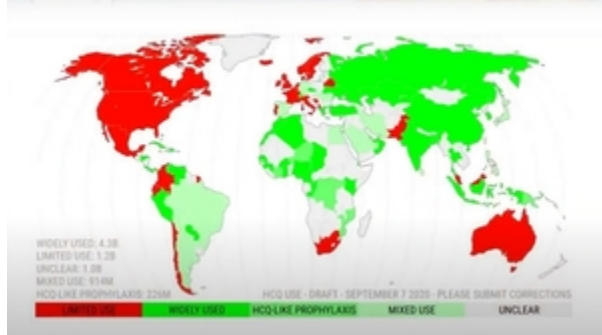 WIDELY USED: 4.3B
LIMITED USE: 1.2B
UNCLEAR: 1.0B
MIXED USE: 914M
HCQ-LIKE PROPHYLAXIS: 226M
HCQ USE - DRAFT - SEPTEMBER 7 2020 - PLEASE SUBMIT CORRECTIONS
LIMITED USE WIDELY USED HCQ-LIKE PROPHYLAXIS MIXED USE UNCLEAR